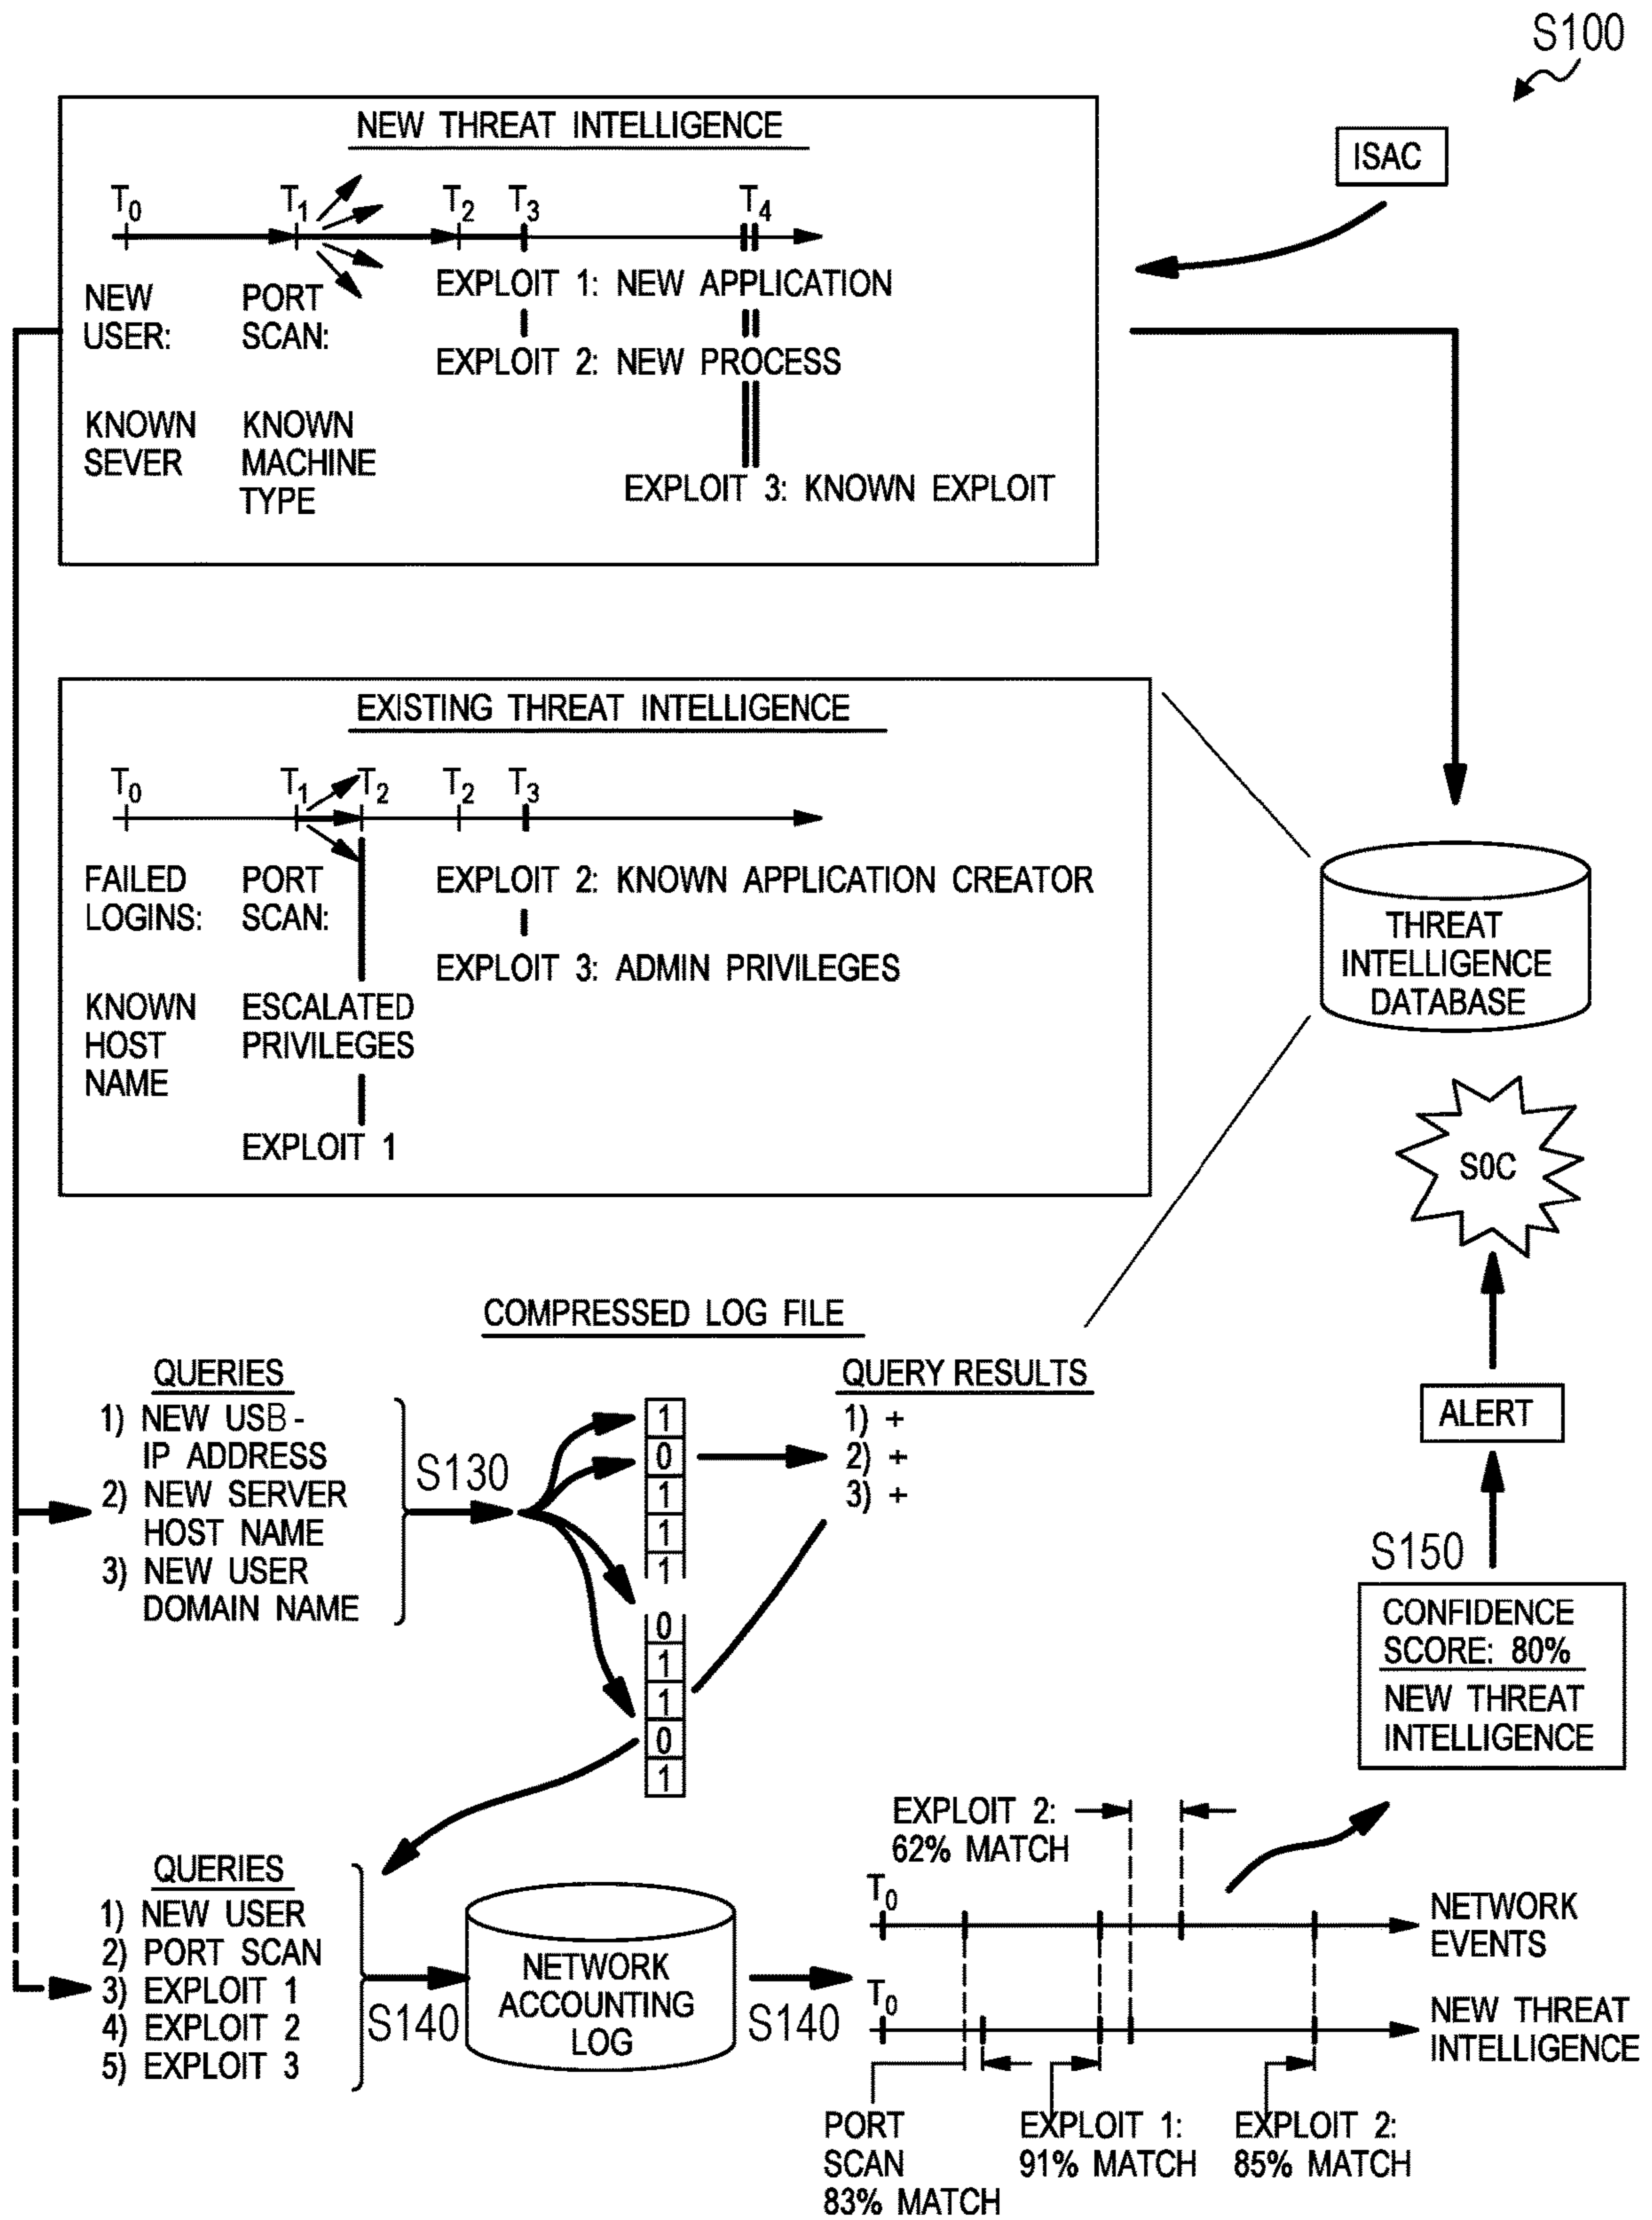 S100
ISAC
NEW THREAT INTELLIGENCE
T0 T1 T2 T3 T4
NEW
USER:
PORT
SCAN:
EXPLOIT 1: NEW APPLICATION
EXPLOIT 2: NEW PROCESS
KNOWN
SEVER
KNOWN
MACHINE
TYPE
EXPLOIT 3: KNOWN EXPLOIT
EXISTING THREAT INTELLIGENCE
T0 T1 T2 T2 T3
FAILED
LOGINS:
PORT
SCAN:
EXPLOIT 2: KNOWN APPLICATION CREATOR
EXPLOIT 3: ADMIN PRIVILEGES
KNOWN
HOST
NAME
ESCALATED
PRIVILEGES
EXPLOIT 1
THREAT
INTELLIGENCE
DATABASE
S0C
ALERT
S150
CONFIDENCE
SCORE: 80%
NEW THREAT
INTELLIGENCE
COMPRESSED LOG FILE
QUERIES
1) NEW USB-
IP ADDRESS
2) NEW SERVER
HOST NAME
3) NEW USER
DOMAIN NAME
S130
1
0
1
1
1
0
1
1
0
1
QUERY RESULTS
1) +
2) +
3) +
QUERIES
1) NEW USER
2) PORT SCAN
3) EXPLOIT 1
4) EXPLOIT 2
5) EXPLOIT 3
S140
NETWORK
ACCOUNTING
LOG
S140
EXPLOIT 2:
62% MATCH
T0
NETWORK
EVENTS
T0
NEW THREAT
INTELLIGENCE
PORT
SCAN
83% MATCH
EXPLOIT 1:
91% MATCH
EXPLOIT 2:
85% MATCH